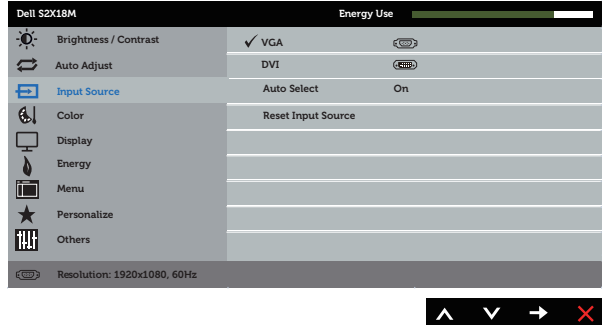 Dell S2X18M Energy Use
Brightness / Contrast
VGA
Auto Adjust
DVI
Input Source
Auto Select On
Color
Reset Input Source
Display
Energy
Menu
Personalize
Others
Resolution: 1920x1080, 60Hz